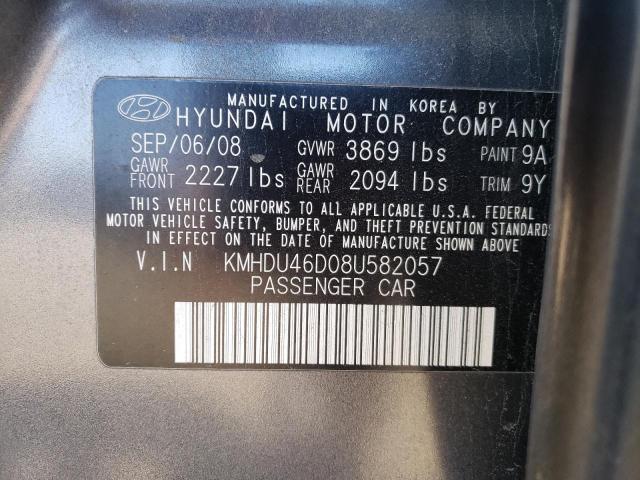 MANUFACTURED IN KOREA BY
HYUNDAI MOTOR COMPANY
SEP/06/08 GVWR 3869 lbs PAINT 9A
GAWR FRONT 2227 lbs GAWR REAR 2094 lbs TRIM 9Y
THIS VEHICLE CONFORMS TO ALL APPLICABLE U.S.A. FEDERAL
MOTOR VEHICLE SAFETY, BUMPER, AND THEFT PREVENTION STANDARDS
IN EFFECT ON THE DATE OF MANUFACTURE SHOWN ABOVE
V.I.N KMHDU46D08U582057
PASSENGER CAR